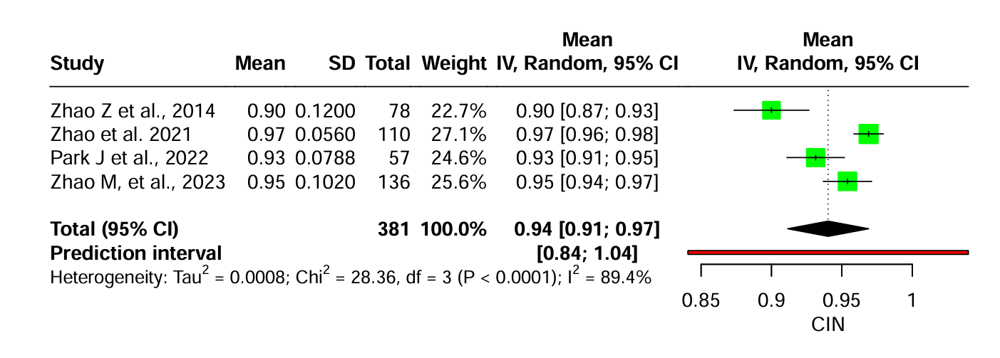 Mean Mean
Study Mean SD Total Weight IV, Random, 95% CI IV, Random, 95% CI
Zhao Z et al., 2014 0.90 0.1200 78 22.7% 0.90 [0.87; 0.93]
Zhao et al. 2021 0.97 0.0560 110 27.1% 0.97 [0.96; 0.98]
Park J et al., 2022 0.93 0.0788 57 24.6% 0.93 [0.91; 0.95]
Zhao M, et al., 2023 0.95 0.1020 136 25.6% 0.95 [0.94; 0.97]
Total (95% CI) 381 100.0% 0.94 [0.91; 0.97]
Prediction interval [0.84; 1.04]
Heterogeneity: Tau² = 0.0008; Chi² = 28.36, df = 3 (P < 0.0001); I² = 89.4%
0.85 0.9 0.95 1
CIN